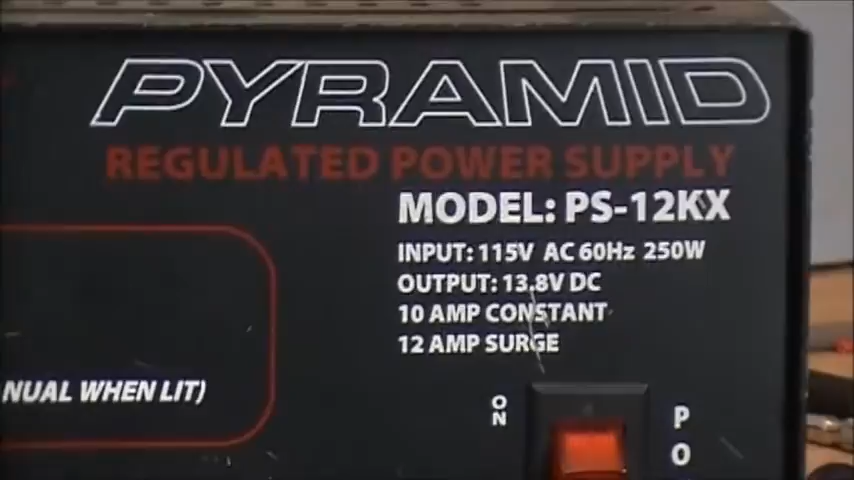 PYRAMID
REGULATED POWER SUPPLY
MODEL: PS-12KX
INPUT: 115V AC 60Hz 250W
OUTPUT: 13.8V DC
10 AMP CONSTANT
12 AMP SURGE
NUAL WHEN LIT)
ON
P
O